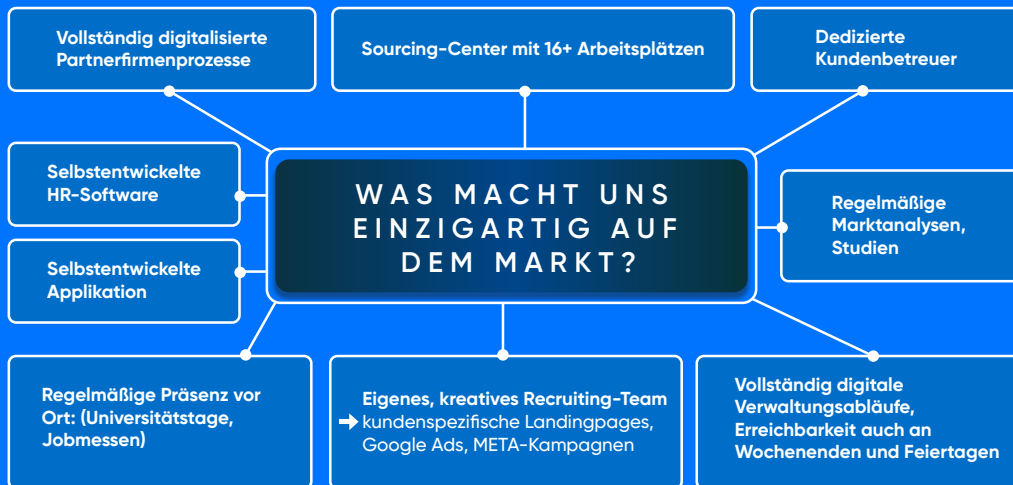 Vollständig digitalisierte
Partnerfirmenprozesse
Sourcing-Center mit 16+ Arbeitsplätzen
Dedizierte
Kundenbetreuer
Selbstentwickelte
HR-Software
WAS MACHT UNS
EINZIGARTIG AUF
DEM MARKT?
Regelmäßige
Marktanalysen,
Studien
Selbstentwickelte
Applikation
Regelmäßige Präsenz vor
Ort: (Universitätstage,
Jobmessen)
Eigenes, kreatives Recruiting-Team
→ kundenspezifische Landingpages,
Google Ads, META-Kampagnen
Vollständig digitale
Verwaltungsabläufe,
Erreichbarkeit auch an
Wochenenden und Feiertagen